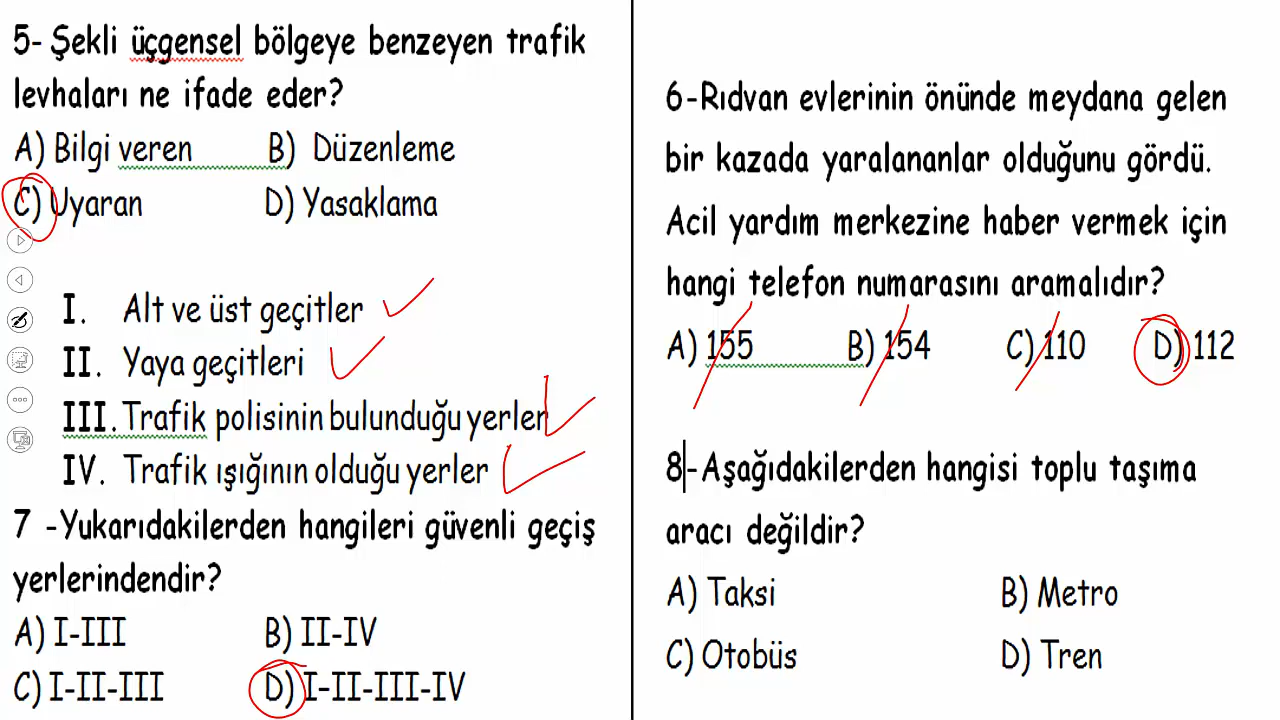 5- Şekli üçgensel bölgeye benzeyen trafik
levhaları ne ifade eder?
A) Bilgi veren B) Düzenleme
C) Uyaran D) Yasaklama
I. Alt ve üst geçitler
II. Yaya geçitleri
III. Trafik polisinin bulunduğu yerler
IV. Trafik ışığının olduğu yerler
7 -Yukarıdakilerden hangileri güvenli geçiş
yerlerindendir?
A) I-III B) II-IV
C) I-II-III D) I-II-III-IV
6-Rıdvan evlerinin önünde meydana gelen
bir kazada yaralananlar olduğunu gördü.
Acil yardım merkezine haber vermek için
hangi telefon numarasını aramalıdır?
A) 155 B) 154 C) 110 D) 112
8-Aşağıdakilerden hangisi toplu taşıma
aracı değildir?
A) Taksi B) Metro
C) Otobüs D) Tren